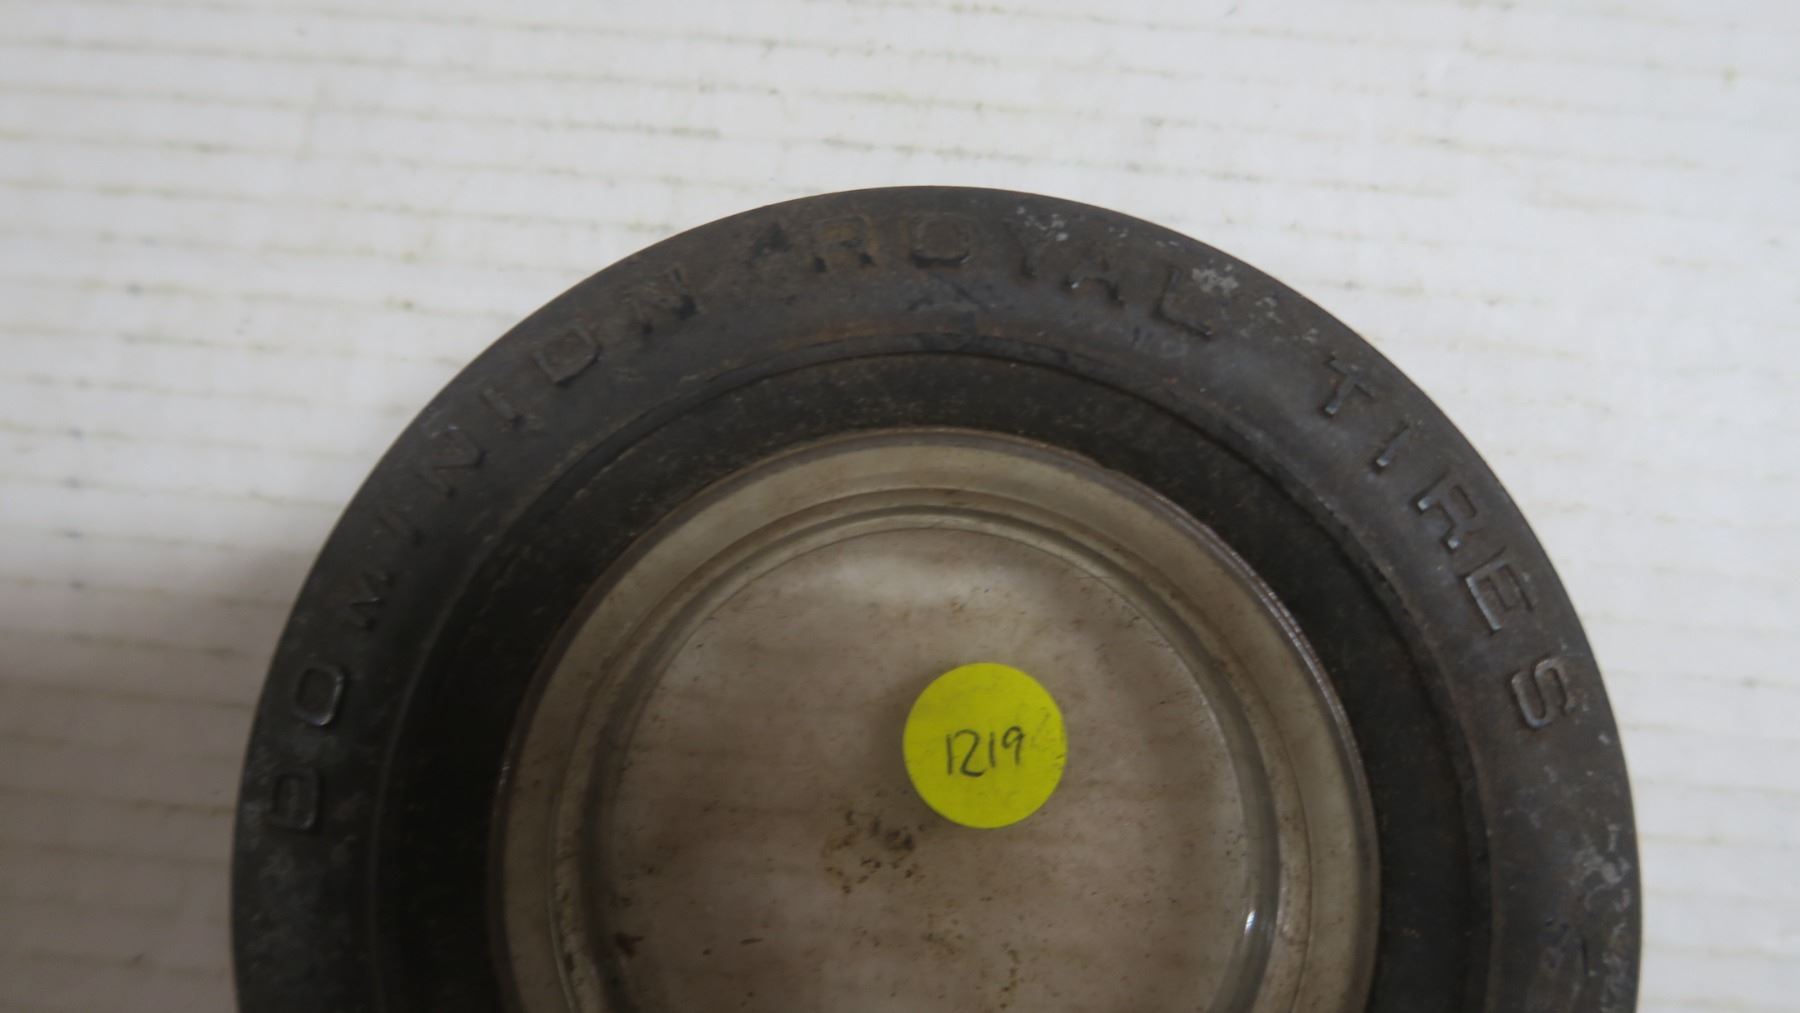 DOMINION ROYAL TIRES
1219